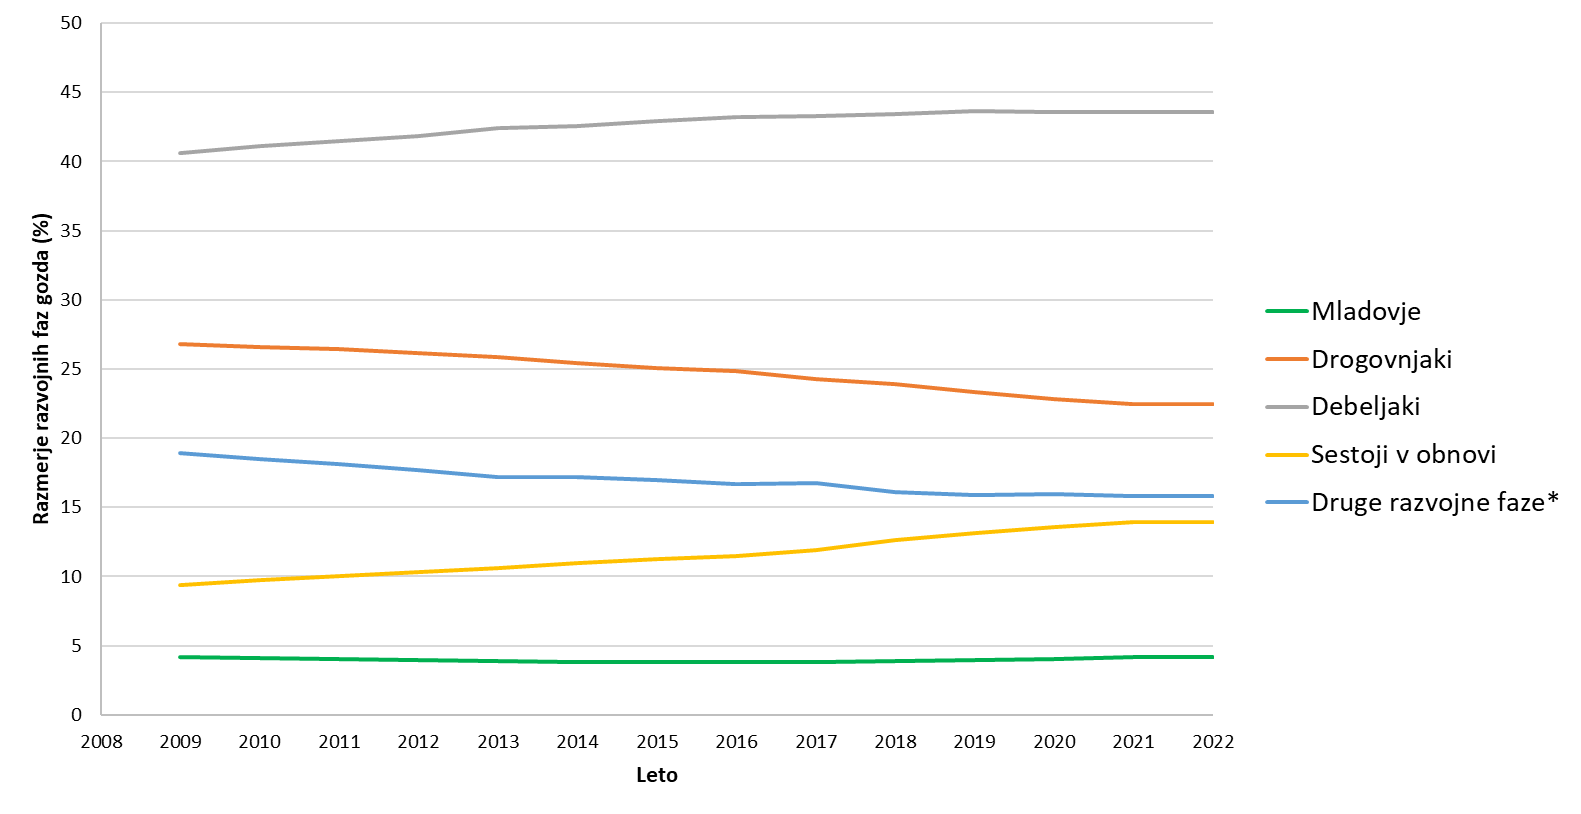 50
45
40
35
30
25
20
15
10
5
0
Razmerje razvojnih faz gozda (%)
2008 2009 2010 2011 2012 2013 2014 2015 2016 2017 2018 2019 2020 2021 2022
Leto
Mladovje
Drogovnjaki
Debeljaki
Sestoji v obnovi
Druge razvojne faze*